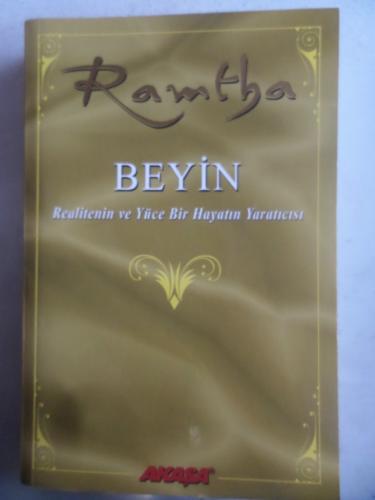 Ramtha
BEYİN
Realitenin ve Yüce Bir Hayatın Yaratıcısı
AKAŞA